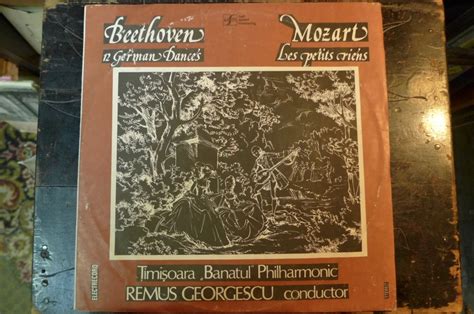 Beethoven
12 German Dances
Mozart
Les petits riens
Timişoara „Banatul” Philharmonic
REMUS GEORGESCU conductor
ELECTRECORD